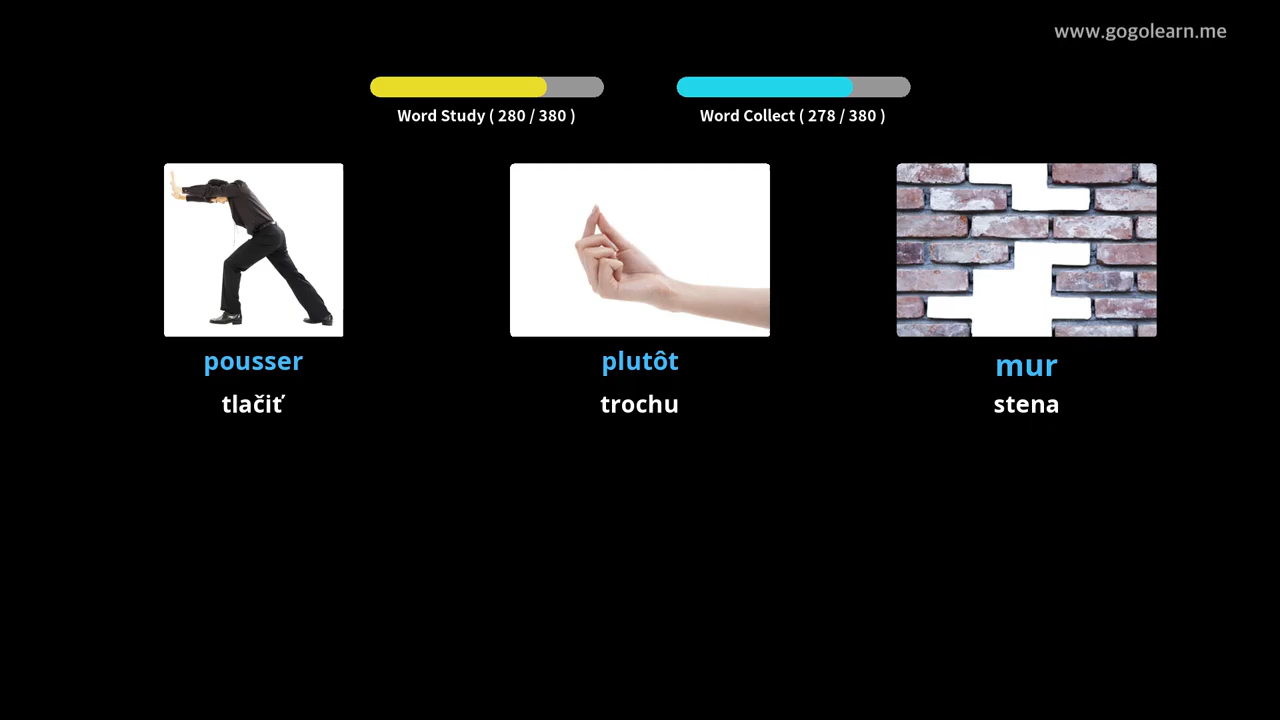 www.gogolearn.me
Word Study ( 280 / 380 )
Word Collect ( 278 / 380 )
pousser
plutôt
mur
tlačiť
trochu
stena